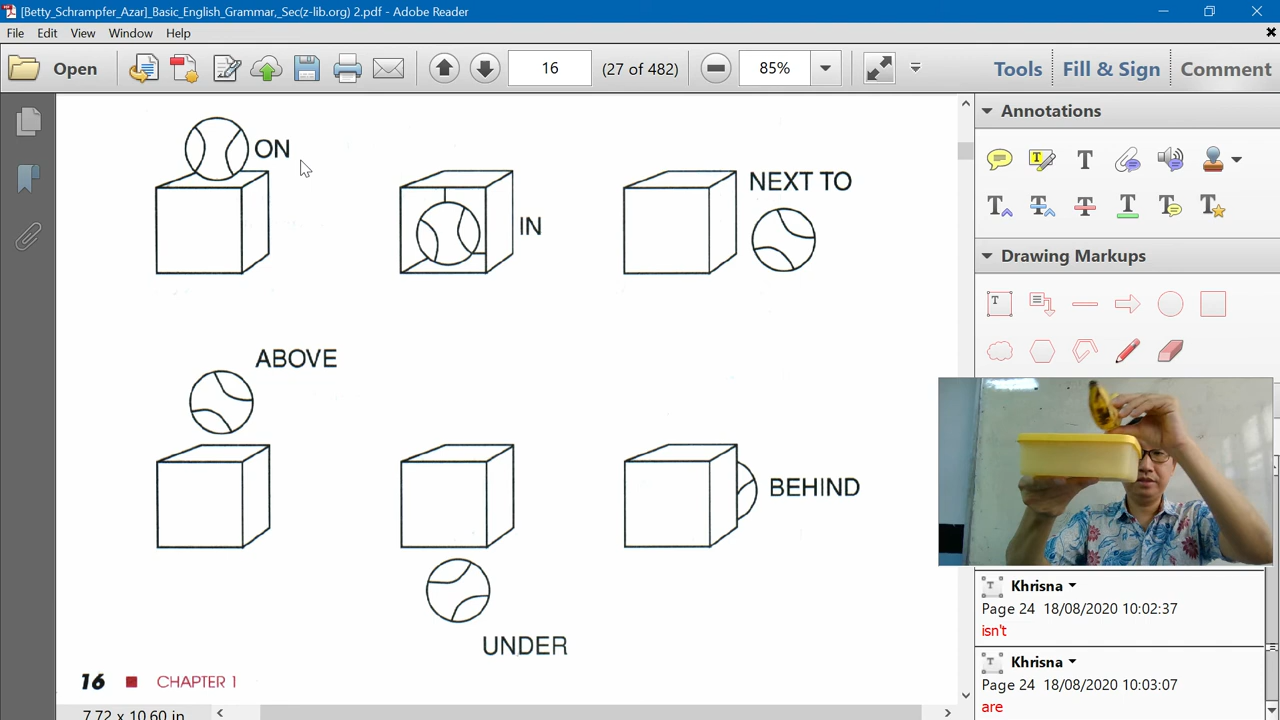 [Betty_Schrampfer_Azar]_Basic_English_Grammar,_Sec(z-lib.org) 2.pdf - Adobe Reader
File Edit View Window Help
Open 16 (27 of 482) 85% Tools Fill & Sign Comment
ON
IN
NEXT TO
ABOVE
UNDER
BEHIND
16 CHAPTER 1
7.72 x 10.60 in
Annotations
Drawing Markups
Khrisna
Page 24 18/08/2020 10:02:37
isn't
Khrisna
Page 24 18/08/2020 10:03:07
are